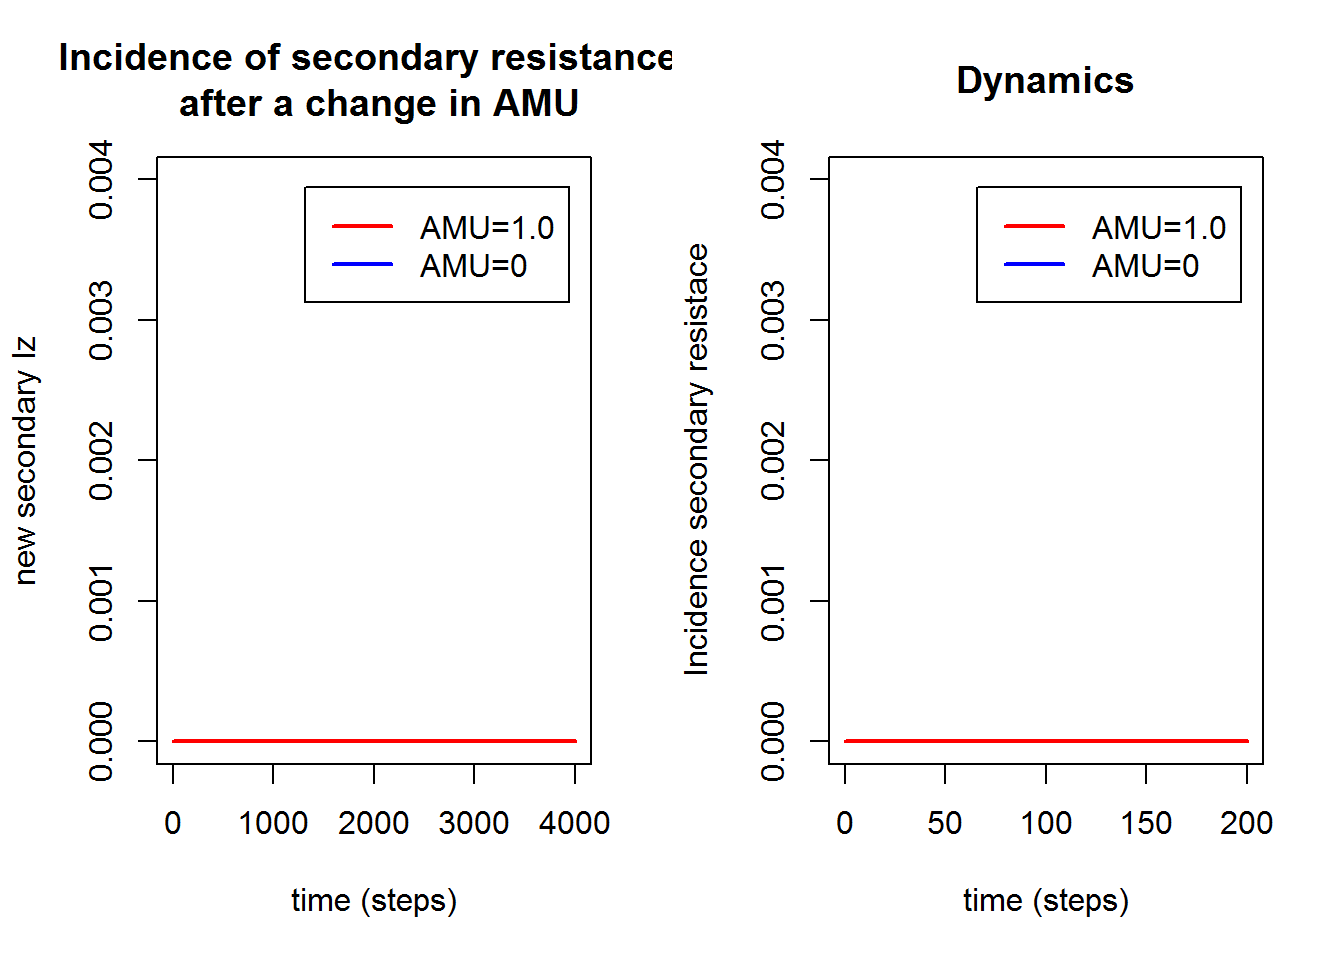 Incidence of secondary resistance
after a change in AMU
new secondary Iz
0.004
0.003
0.002
0.001
0.000
AMU=1.0
AMU=0
0 1000 2000 3000 4000
time (steps)
Dynamics
Incidence secondary resistace
0.004
0.003
0.002
0.001
0.000
AMU=1.0
AMU=0
0 50 100 150 200
time (steps)